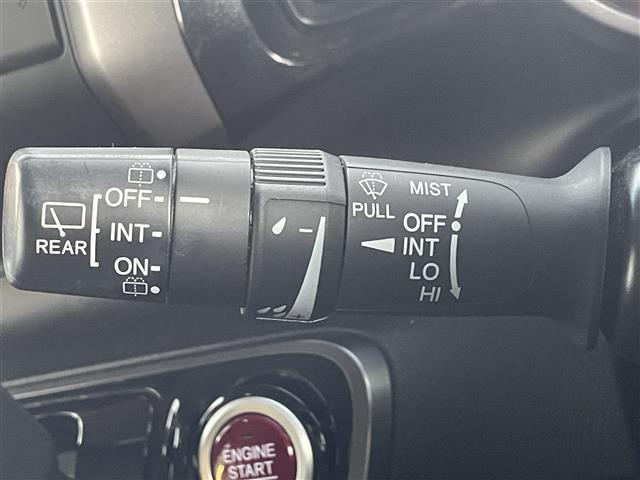 REAR
OFF
INT
ON
PULL
MIST
OFF
INT
LO
HI
ENGINE
START